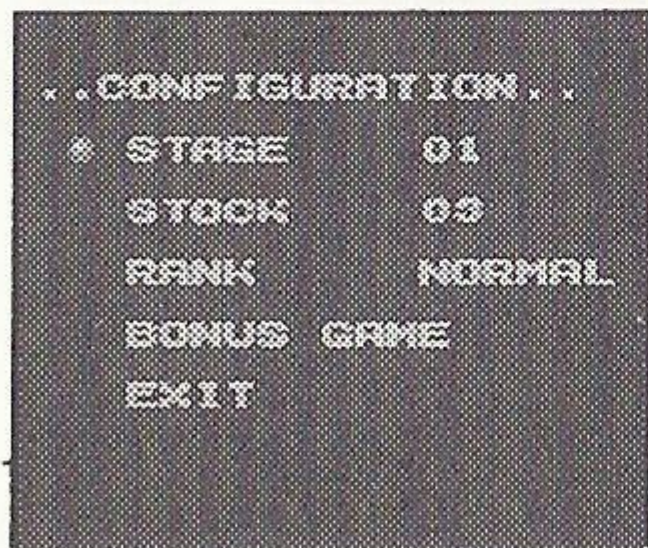 ..CONFIGURATION..
STAGE 01
STOCK 03
RANK NORMAL
BONUS GAME
EXIT